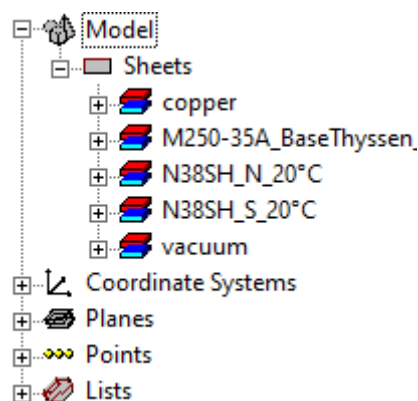 Model
Sheets
copper
M250-35A_BaseThyssen_
N38SH_N_20°C
N38SH_S_20°C
vacuum
Coordinate Systems
Planes
Points
Lists